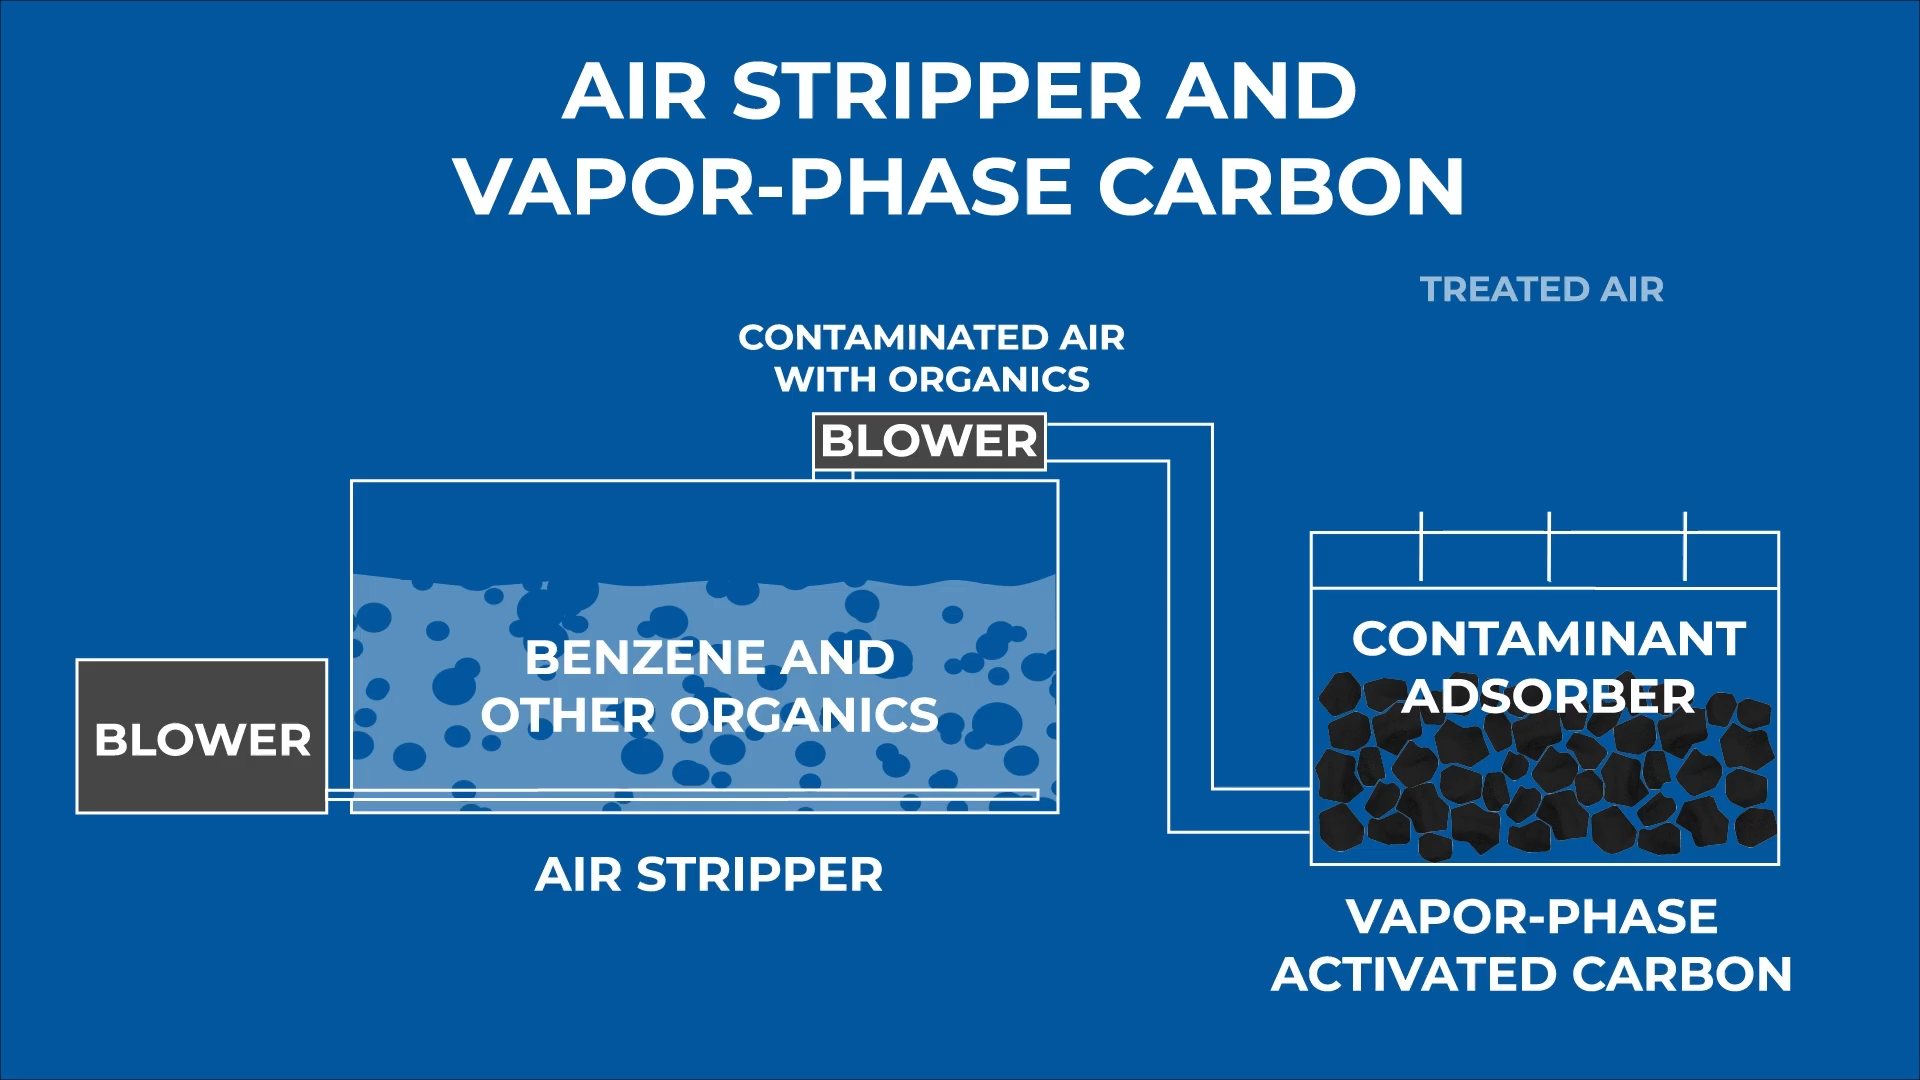 AIR STRIPPER AND
VAPOR-PHASE CARBON
TREATED AIR
CONTAMINATED AIR
WITH ORGANICS
BLOWER
BENZENE AND
OTHER ORGANICS
BLOWER
AIR STRIPPER
CONTAMINANT
ADSORBER
VAPOR-PHASE
ACTIVATED CARBON